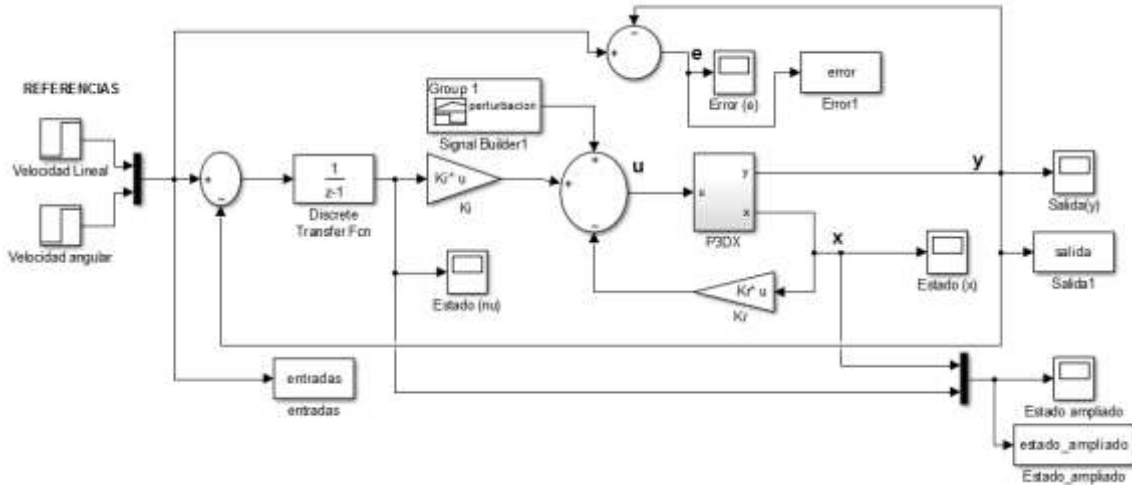 REFERENCIAS
Velocidad Lineal
Velocidad angular
+
−
1
z-1
Discrete
Transfer Fcn
Group 1
perturbacion
Signal Builder1
Ki* u
Ki
Estado (nu)
+
+
−
u
u
y
x
P3DX
Kr* u
Kr
x
−
+
e
Error (e)
error
Error1
y
Salida(y)
salida
Salida1
Estado (x)
entradas
entradas
Estado ampliado
estado_ampliado
Estado_ampliado